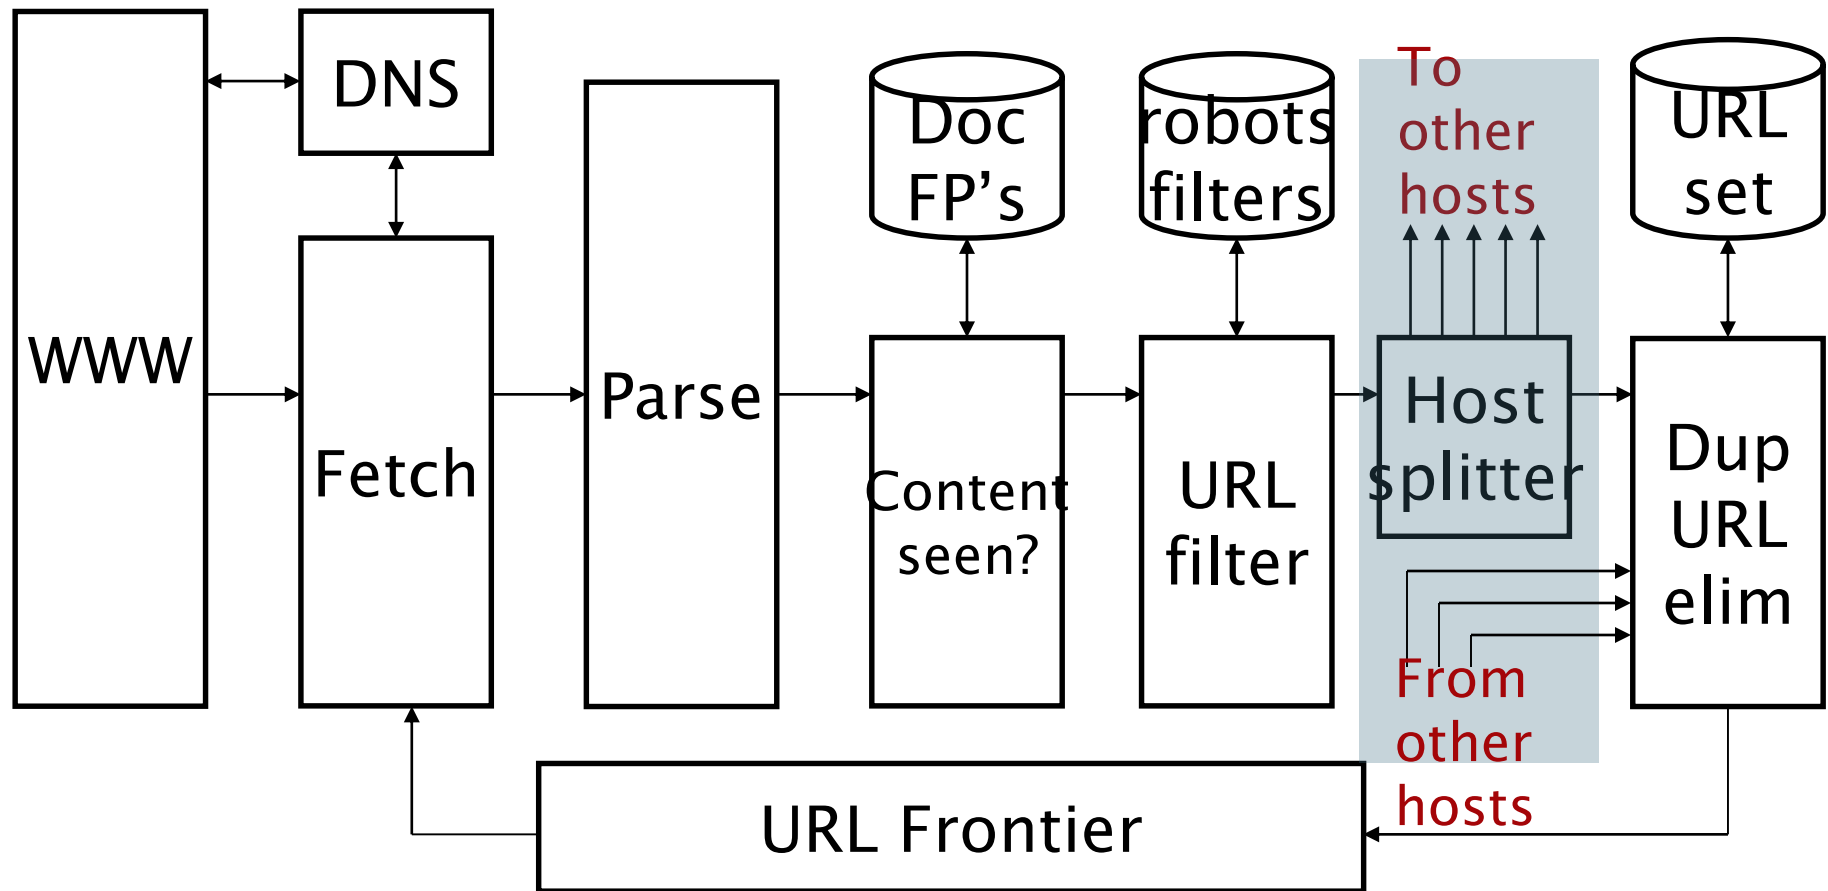 WWW
DNS
Fetch
Parse
Doc
FP's
Content
seen?
robots
filters
URL
filter
To
other
hosts
Host
splitter
From
other
hosts
URL
set
Dup
URL
elim
URL Frontier